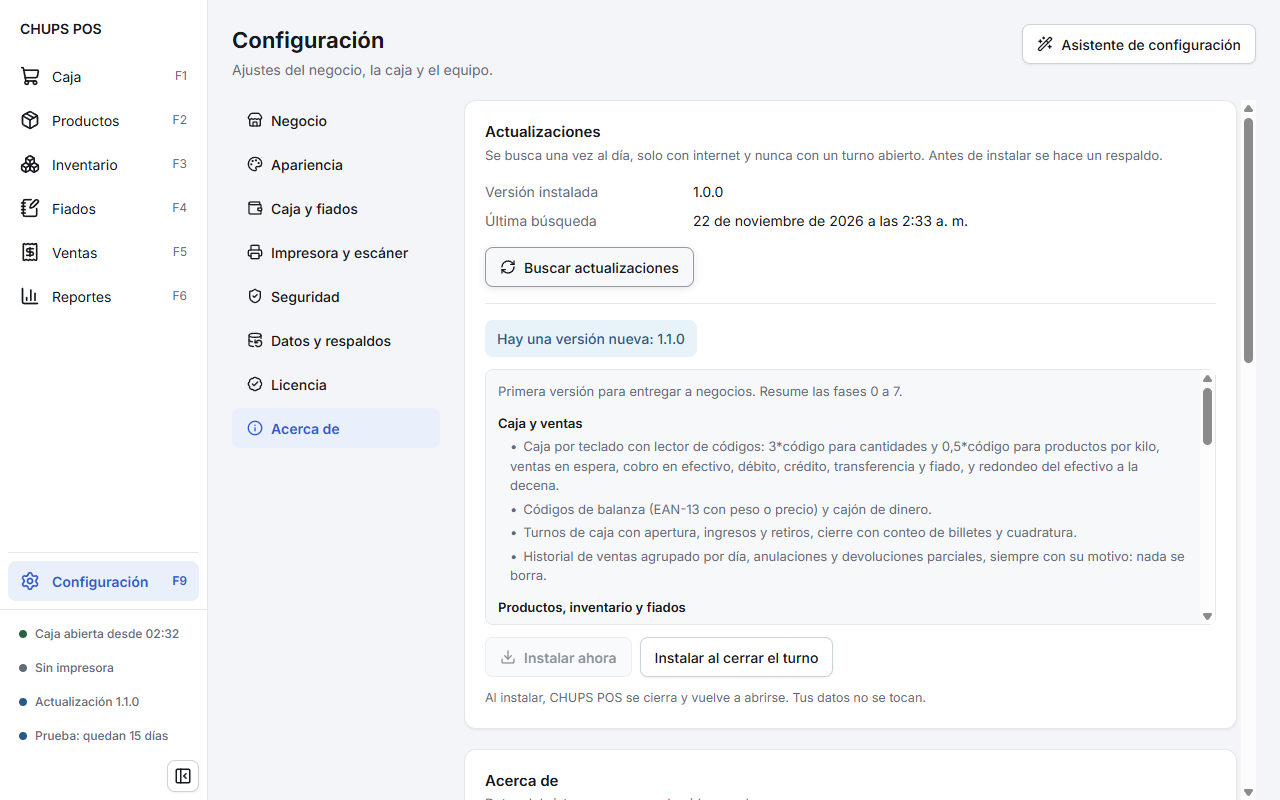 CHUPS POS
Caja F1
Productos F2
Inventario F3
Fiados F4
Ventas F5
Reportes F6
Configuración F9
Caja abierta desde 02:32
Sin impresora
Actualización 1.1.0
Prueba: quedan 15 días
Configuración
Ajustes del negocio, la caja y el equipo.
Asistente de configuración
Negocio
Apariencia
Caja y fiados
Impresora y escáner
Seguridad
Datos y respaldos
Licencia
Acerca de
Actualizaciones
Se busca una vez al día, solo con internet y nunca con un turno abierto. Antes de instalar se hace un respaldo.
Versión instalada 1.0.0
Última búsqueda 22 de noviembre de 2026 a las 2:33 a. m.
Buscar actualizaciones
Hay una versión nueva: 1.1.0
Primera versión para entregar a negocios. Resume las fases 0 a 7.
Caja y ventas
• Caja por teclado con lector de códigos: 3*código para cantidades y 0,5*código para productos por kilo,
ventas en espera, cobro en efectivo, débito, crédito, transferencia y fiado, y redondeo del efectivo a la
decena.
• Códigos de balanza (EAN-13 con peso o precio) y cajón de dinero.
• Turnos de caja con apertura, ingresos y retiros, cierre con conteo de billetes y cuadratura.
• Historial de ventas agrupado por día, anulaciones y devoluciones parciales, siempre con su motivo: nada se
borra.
Productos, inventario y fiados
Instalar ahora
Instalar al cerrar el turno
Al instalar, CHUPS POS se cierra y vuelve a abrirse. Tus datos no se tocan.
Acerca de